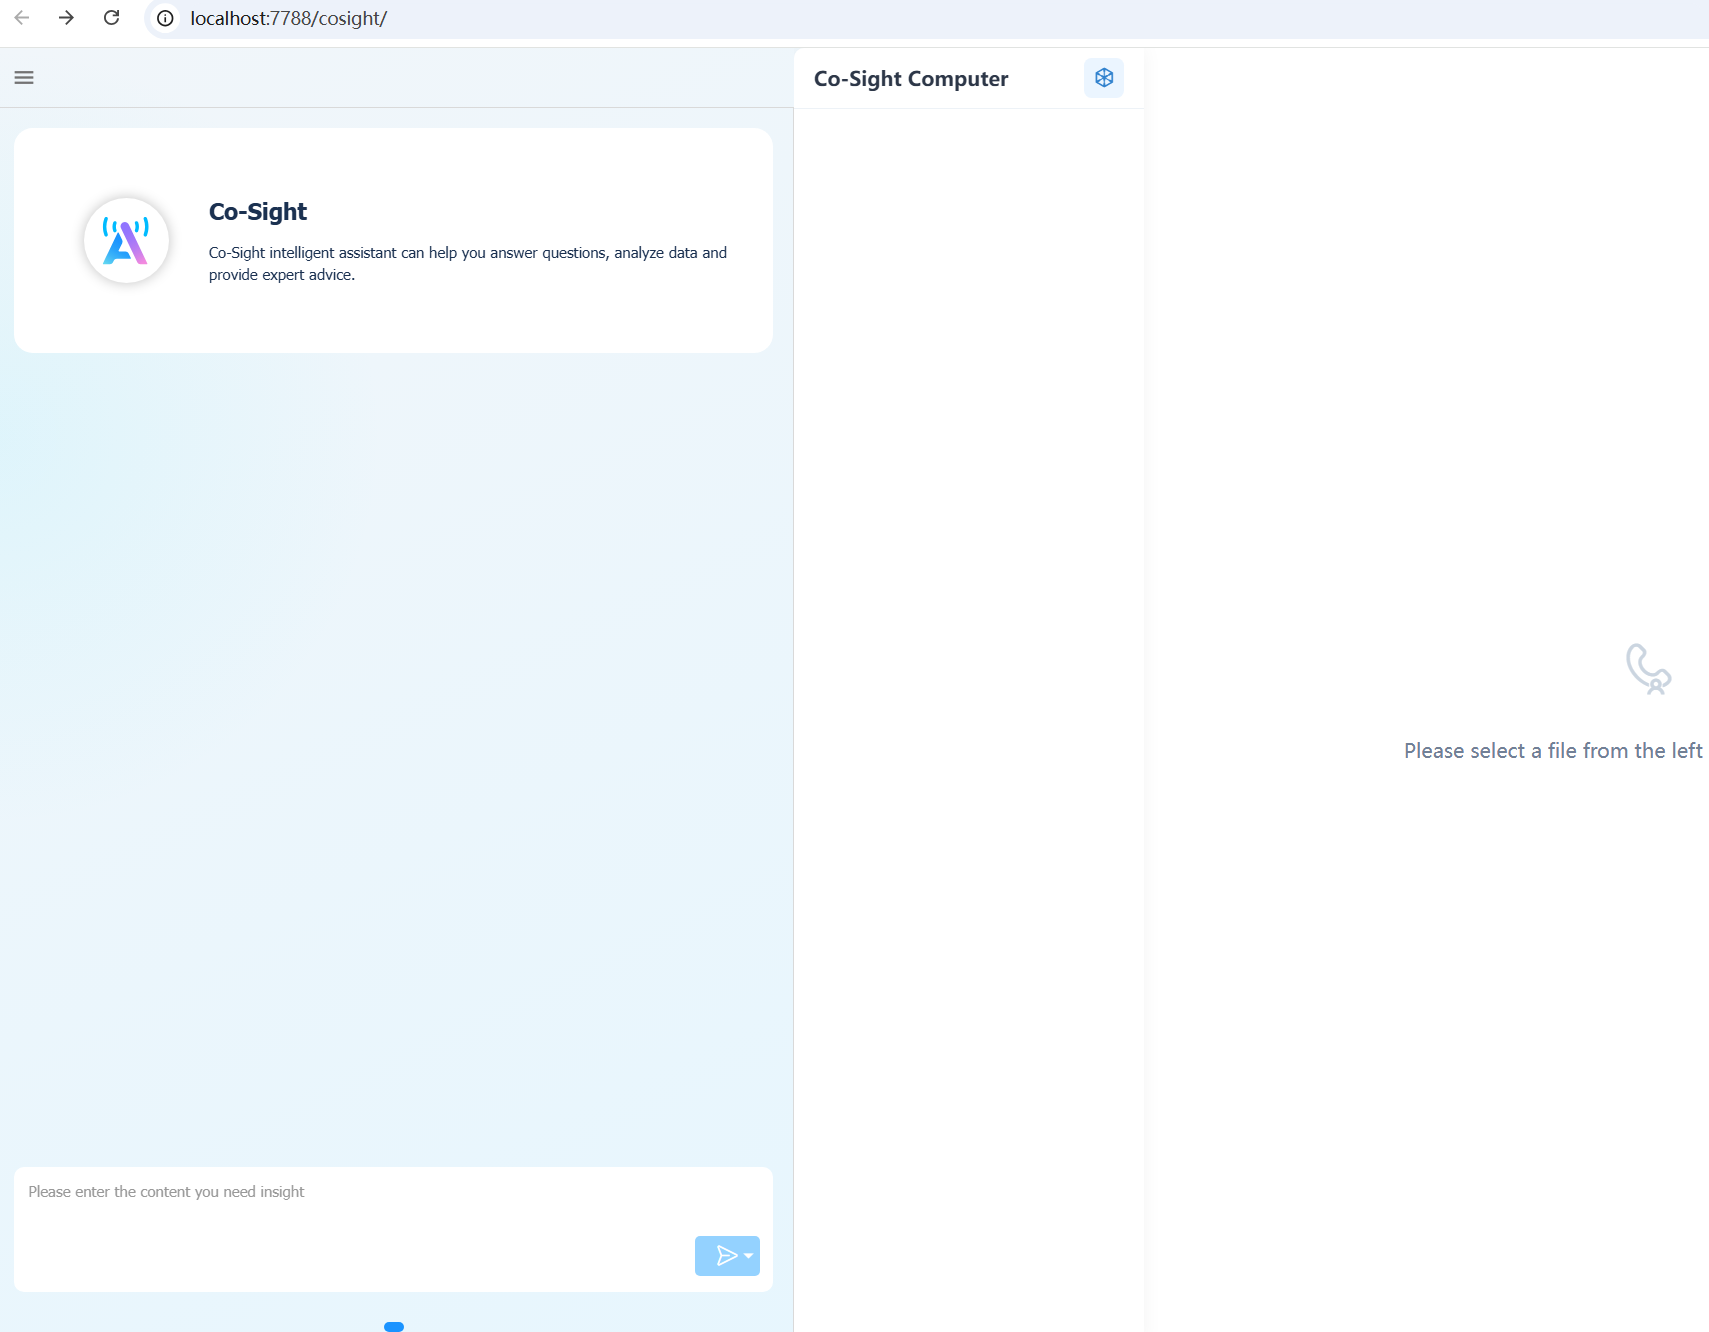 localhost:7788/cosight/
Co-Sight Computer
Co-Sight
Co-Sight intelligent assistant can help you answer questions, analyze data and
provide expert advice.
Please select a file from the left
Please enter the content you need insight